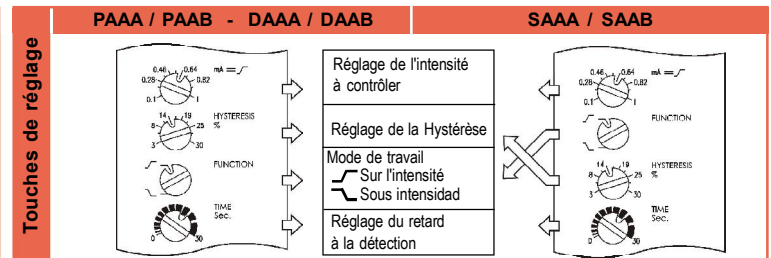 PAAA / PAAB - DAAA / DAAB
SAAA / SAAB
Touches de réglage
0.1
0.28
0.46
0.64
0.82
1
mA
3
8
14
19
25
30
HYSTERESIS
%
FUNCTION
0
30
TIME
Sec.
Réglage de l'intensité
à contrôler
Réglage de la Hystérèse
Mode de travail
Sur l'intensité
Sous intensidad
Réglage du retard
à la détection
0.1
0.28
0.46
0.64
0.82
1
mA
FUNCTION
3
8
14
19
25
30
HYSTERESIS
%
0
30
TIME
Sec.